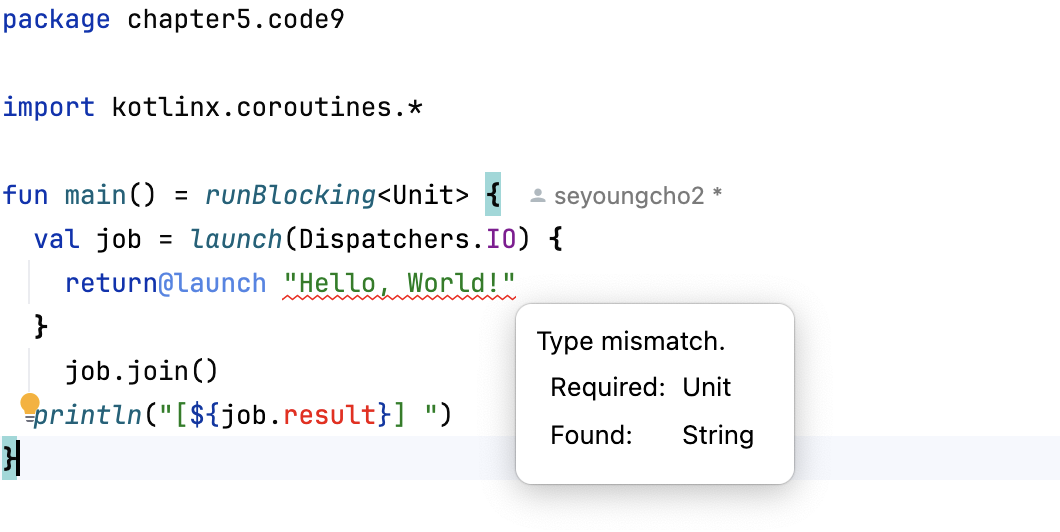 package chapter5.code9
import kotlinx.coroutines.*
fun main() = runBlocking<Unit> { seyoungcho2 *
val job = launch(Dispatchers.IO) {
return@launch "Hello, World!"
}
Type mismatch.
Required: Unit
Found: String
job.join()
println("[${job.result}] ")
}